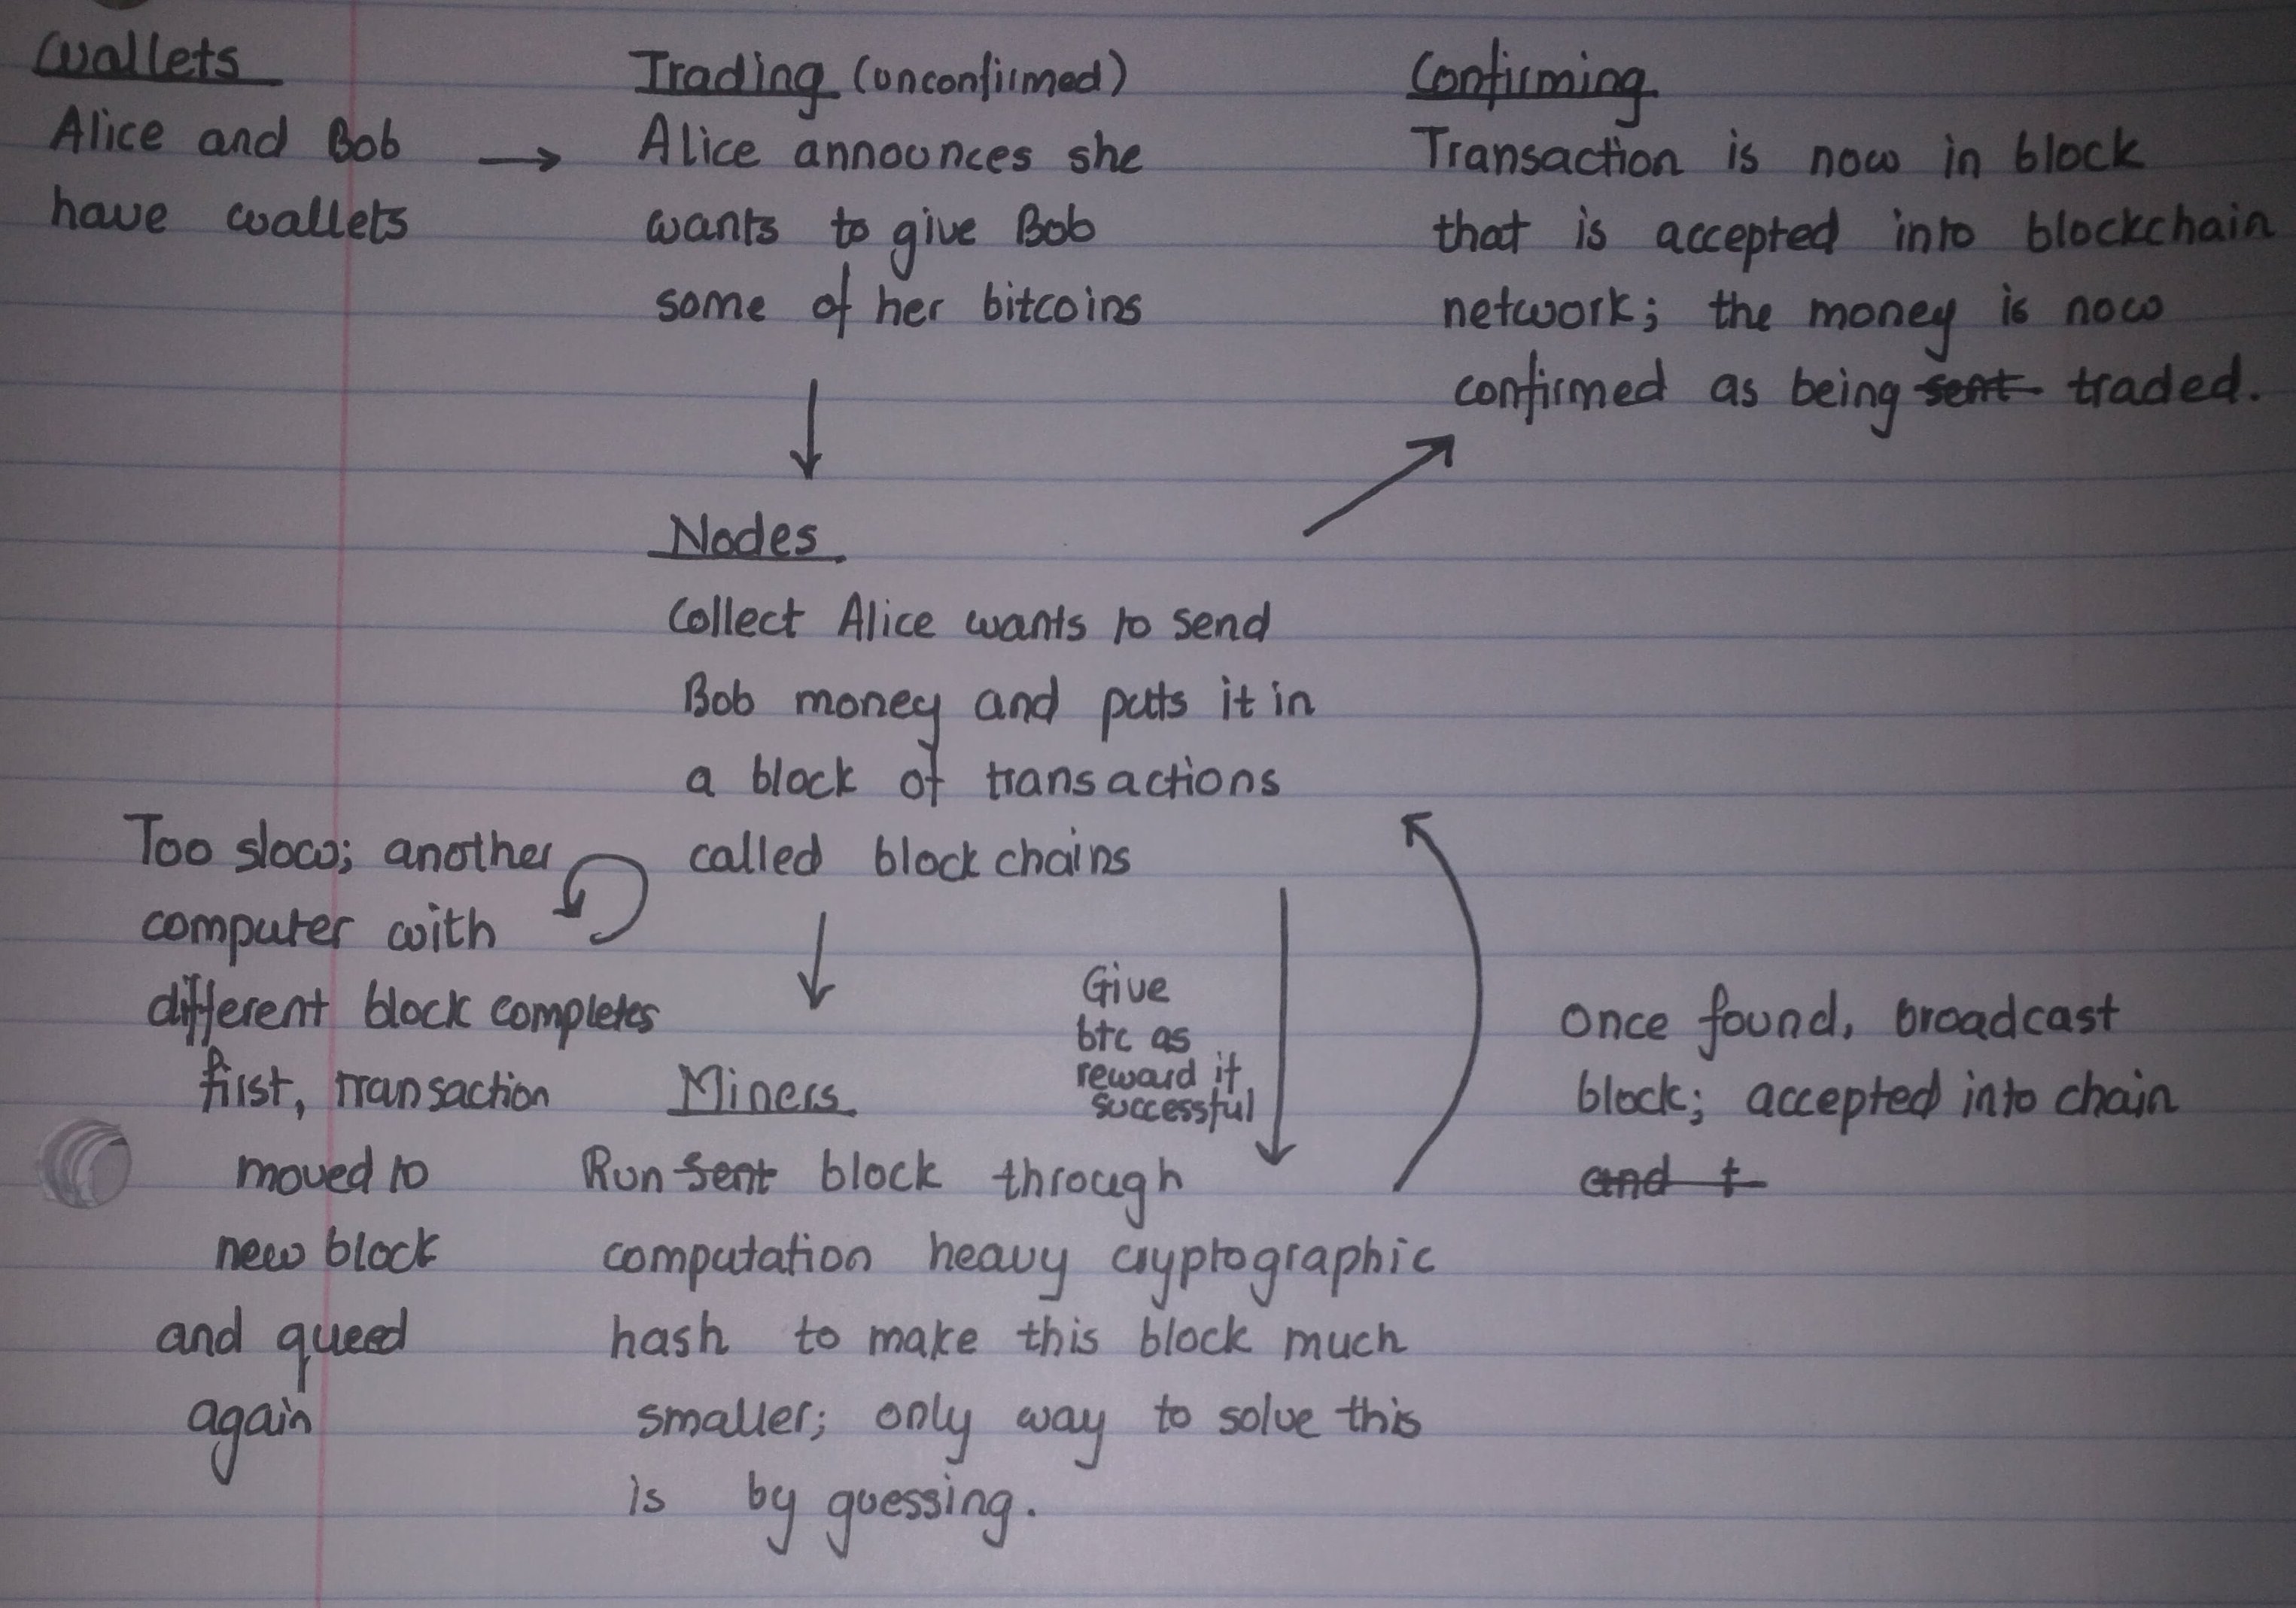 Wallets
Alice and Bob
have wallets
Trading (unconfirmed)
Alice announces she
wants to give Bob
some of her bitcoins
Confirming
Transaction is now in block
that is accepted into blockchain
network; the money is now
confirmed as being sent traded.
Nodes
Collect Alice wants to send
Bob money and puts it in
a block of transactions
called block chains
Too slow; another
computer with
different block completes
first, transaction
moved to
new block
and queed
again
Give
btc as
reward if
successful
Once found, broadcast
block; accepted into chain
and t
Miners
Run sent block through
computation heavy cryptographic
hash to make this block much
smaller; only way to solve this
is by guessing.